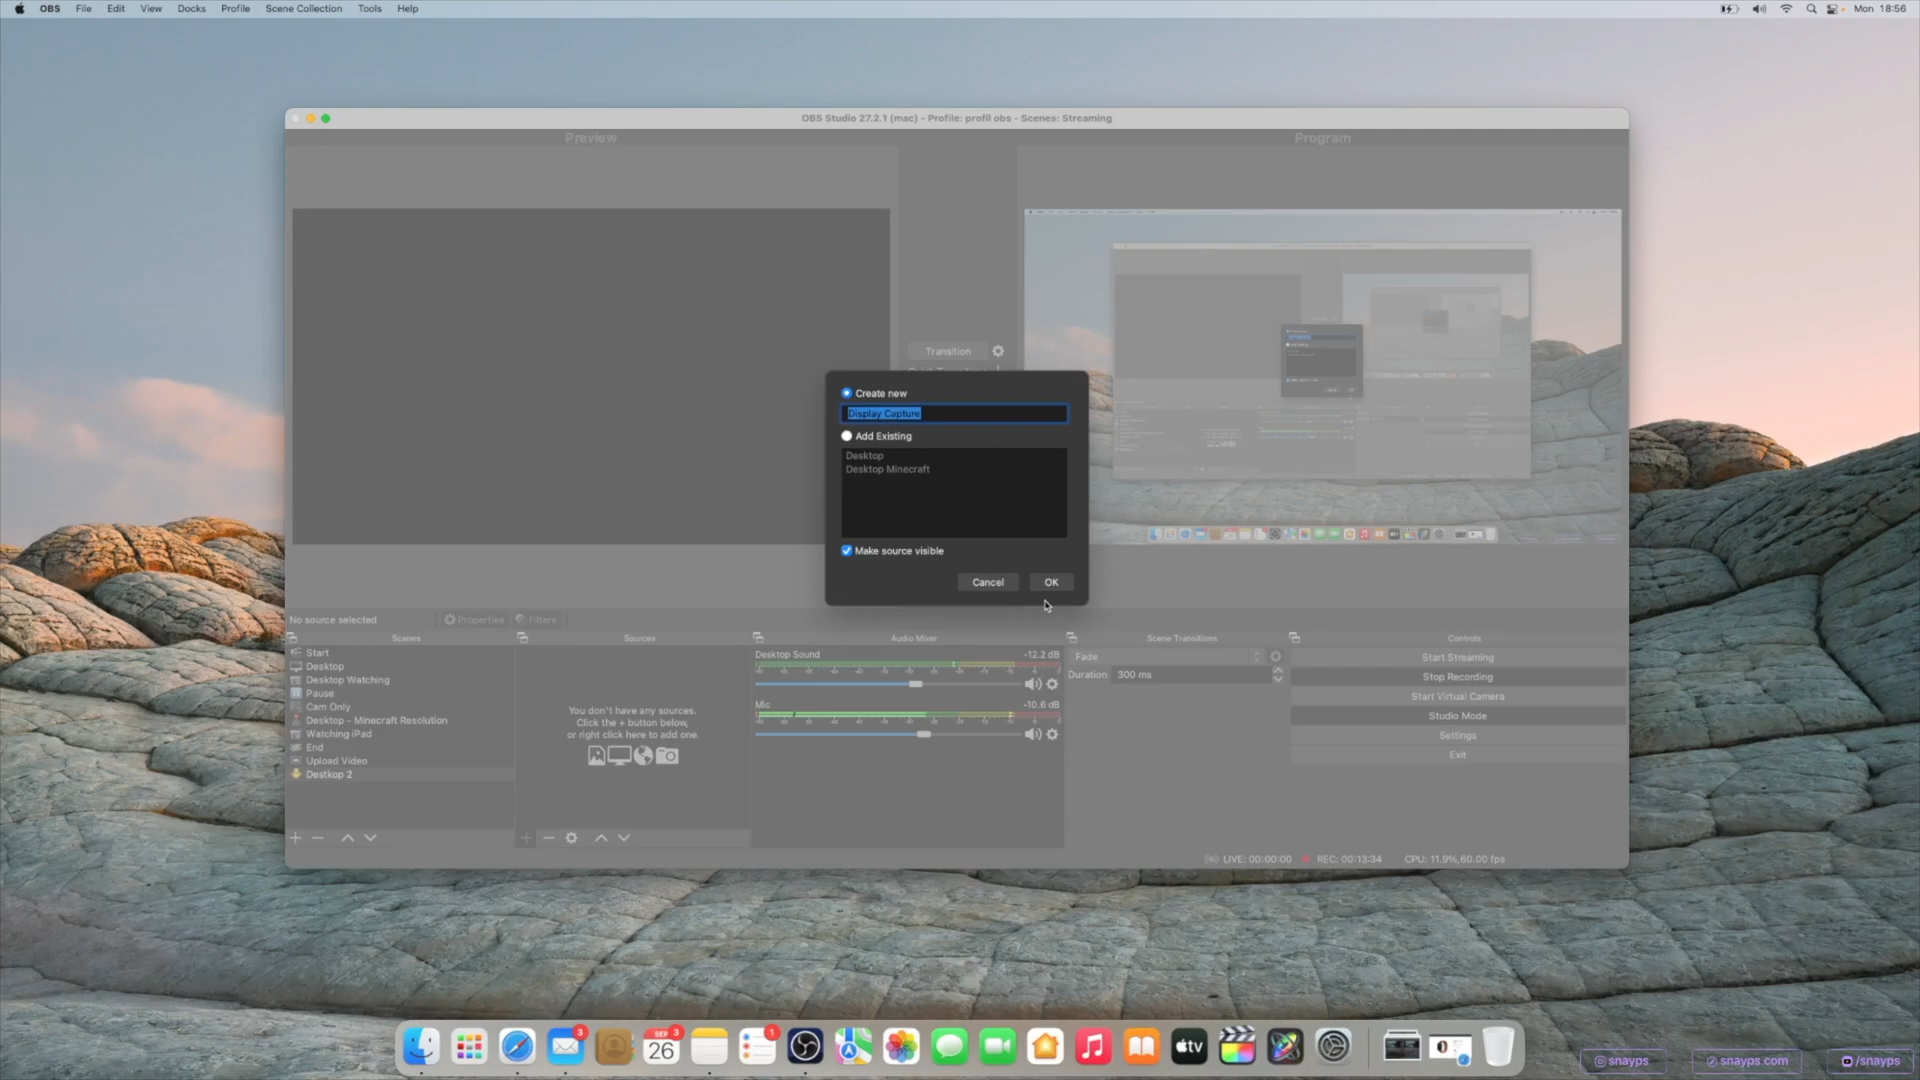 OBS File Edit View Docks Profile Scene Collection Tools Help
Mon 18:56
OBS Studio 27.2.1 (mac) - Profile: profil obs - Scenes: Streaming
Preview
Program
Transition
Create new
Display Capture
Add Existing
Desktop
Desktop Minecraft
Make source visible
Cancel
OK
No source selected
Properties
Filters
Scenes
Start
Desktop
Desktop Watching
Pause
Cam Only
Desktop - Minecraft Resolution
Watching iPad
End
Upload Video
Destkop 2
Sources
You don't have any sources.
Click the + button below,
or right click here to add one.
Audio Mixer
Desktop Sound
-12.2 dB
Mic
-10.6 dB
Scene Transitions
Fade
Duration
300 ms
Controls
Start Streaming
Stop Recording
Start Virtual Camera
Studio Mode
Settings
Exit
LIVE: 00:00:00
REC: 00:13:34
CPU: 11.9%,60.00 fps
3
SEP
3
26
1
tv
snayps
snayps.com
/snayps